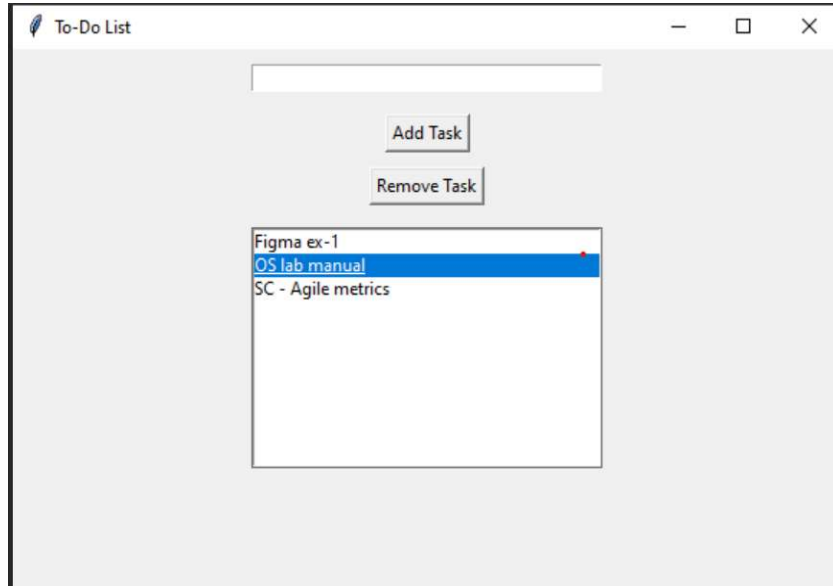 To-Do List
Add Task
Remove Task
Figma ex-1
OS lab manual
SC - Agile metrics